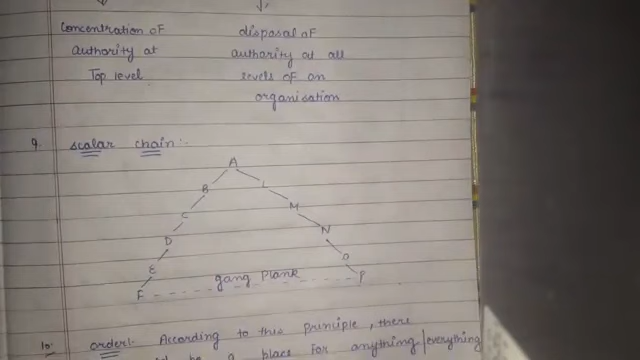 concentration of disposal of
authority at authority at all
Top level levels of an
organisation
9. scalar chain:-
A
B L
C M
D N
E O
gang plank
F P
10. order!. According to this principle, there
be a place for anything/everything